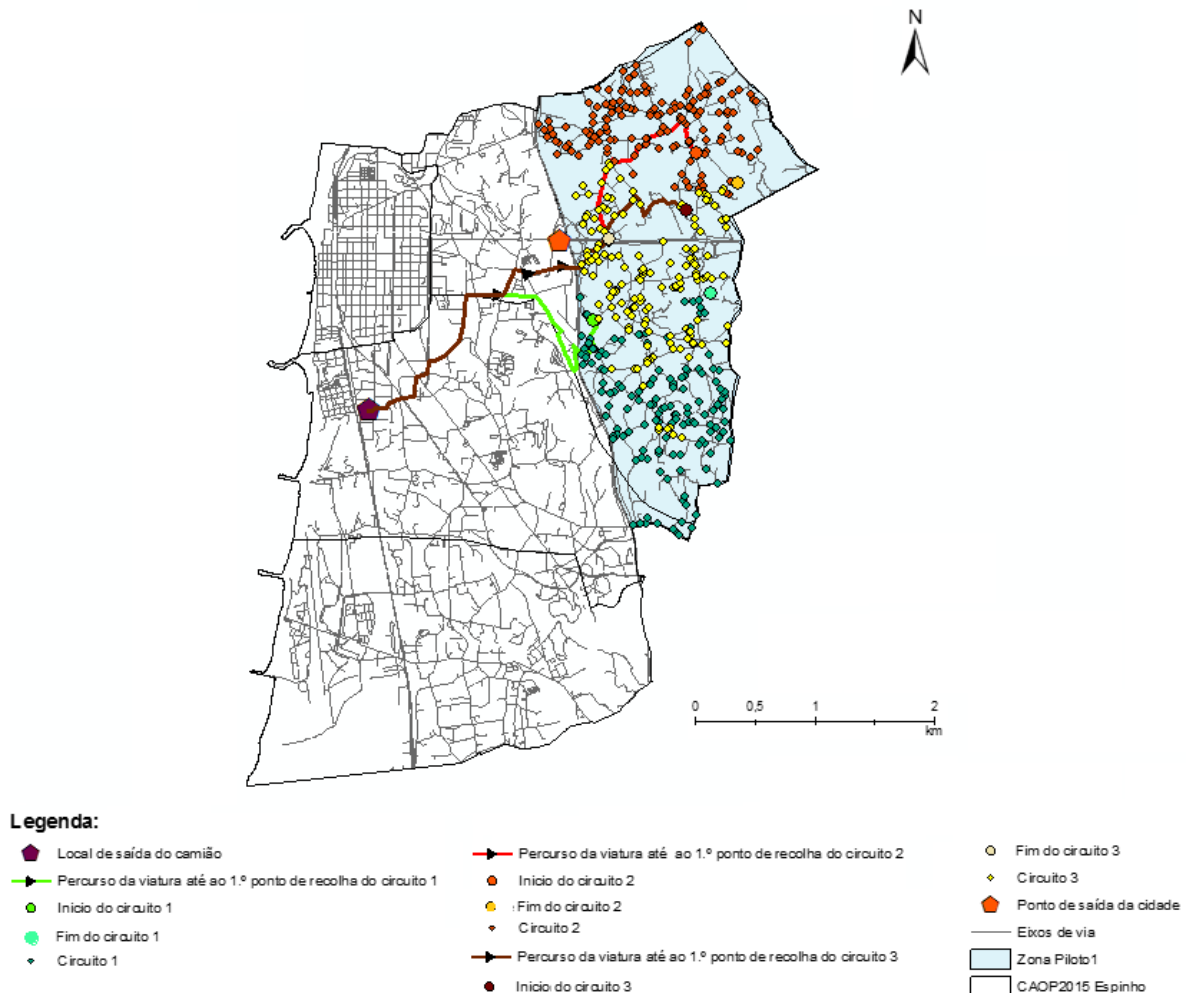 N
0 0,5 1 2
km
Legenda:
Local de saída do camião
Percurso da viatura até ao 1.º ponto de recolha do circuito 1
Inicio do circuito 1
Fim do circuito 1
Circuito 1
Percurso da viatura até ao 1.º ponto de recolha do circuito 2
Inicio do circuito 2
Fim do circuito 2
Circuito 2
Percurso da viatura até ao 1.º ponto de recolha do circuito 3
Inicio do circuito 3
Fim do circuito 3
Circuito 3
Ponto de saída da cidade
Eixos de via
Zona Piloto1
CAOP2015 Espinho